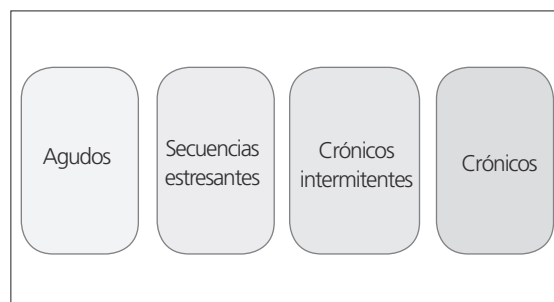 Agudos
Secuencias
estresantes
Crónicos
intermitentes
Crónicos